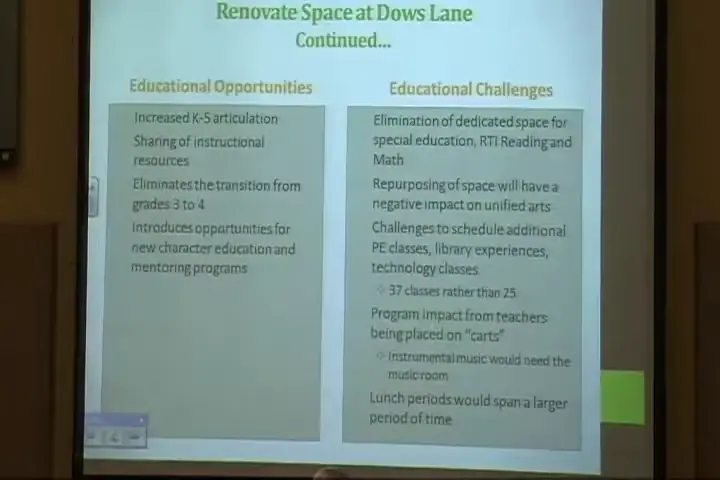 Renovate Space at Dows Lane
Continued...
Educational Opportunities
Increased K-5 articulation
Sharing of instructional
resources
Eliminates the transition from
grades 3 to 4
Introduces opportunities for
new character education and
mentoring programs
Educational Challenges
Elimination of dedicated space for
special education, RTI Reading and
Math
Repurposing of space will have a
negative impact on unified arts
Challenges to schedule additional
PE classes, library experiences,
technology classes
37 classes rather than 25
Program impact from teachers
being placed on "carts"
Instrumental music would need the
music room
Lunch periods would span a larger
period of time